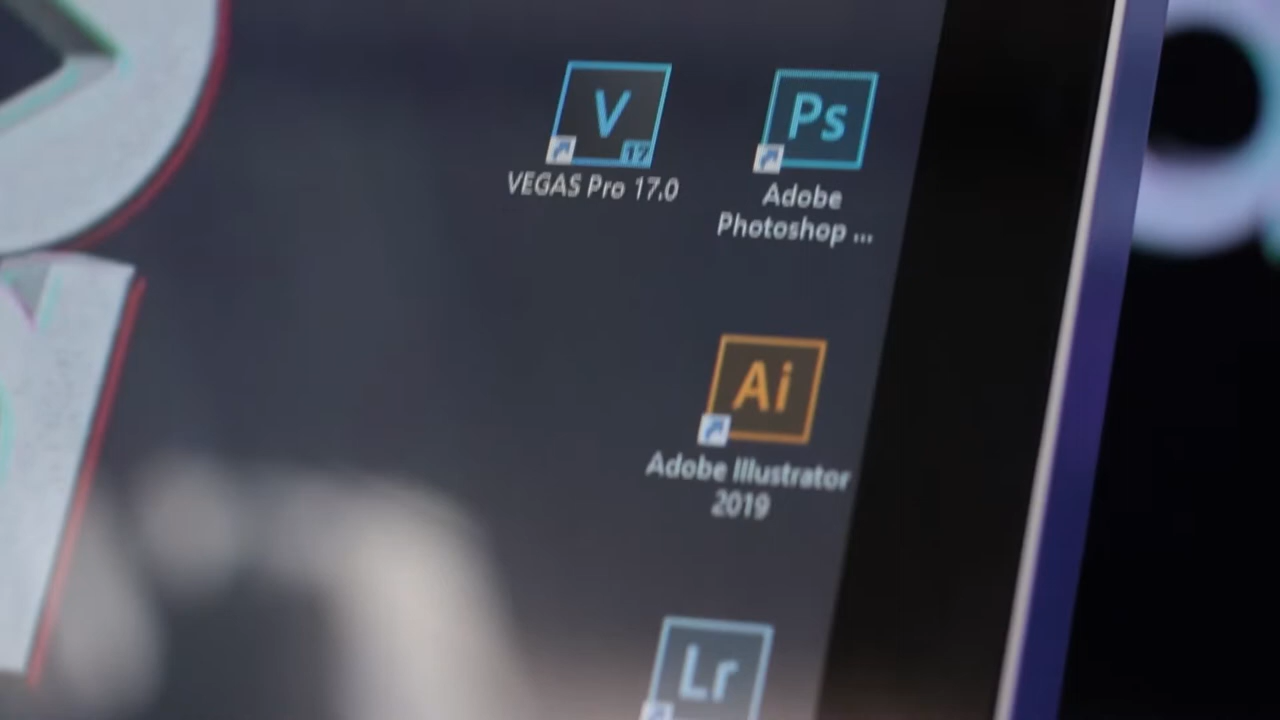 V
17
VEGAS Pro 17.0
Ps
Adobe
Photoshop ...
Ai
Adobe Illustrator
2019
Lr